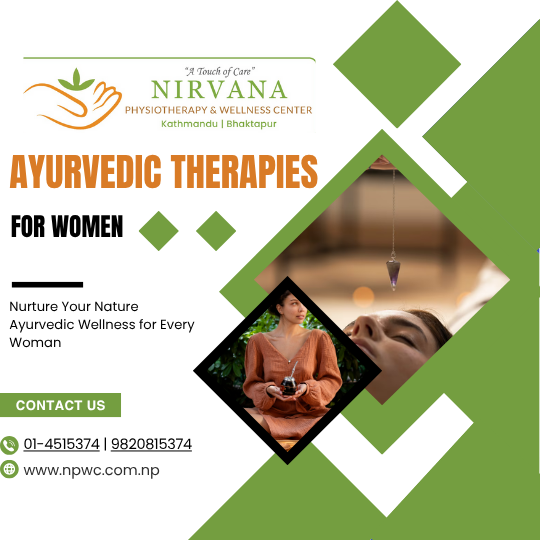 "A Touch of Care"
NIRVANA
PHYSIOTHERAPY & WELLNESS CENTER
Kathmandu | Bhaktapur
AYURVEDIC THERAPIES
FOR WOMEN
Nurture Your Nature
Ayurvedic Wellness for Every
Woman
CONTACT US
01-4515374 | 9820815374
www.npwc.com.np